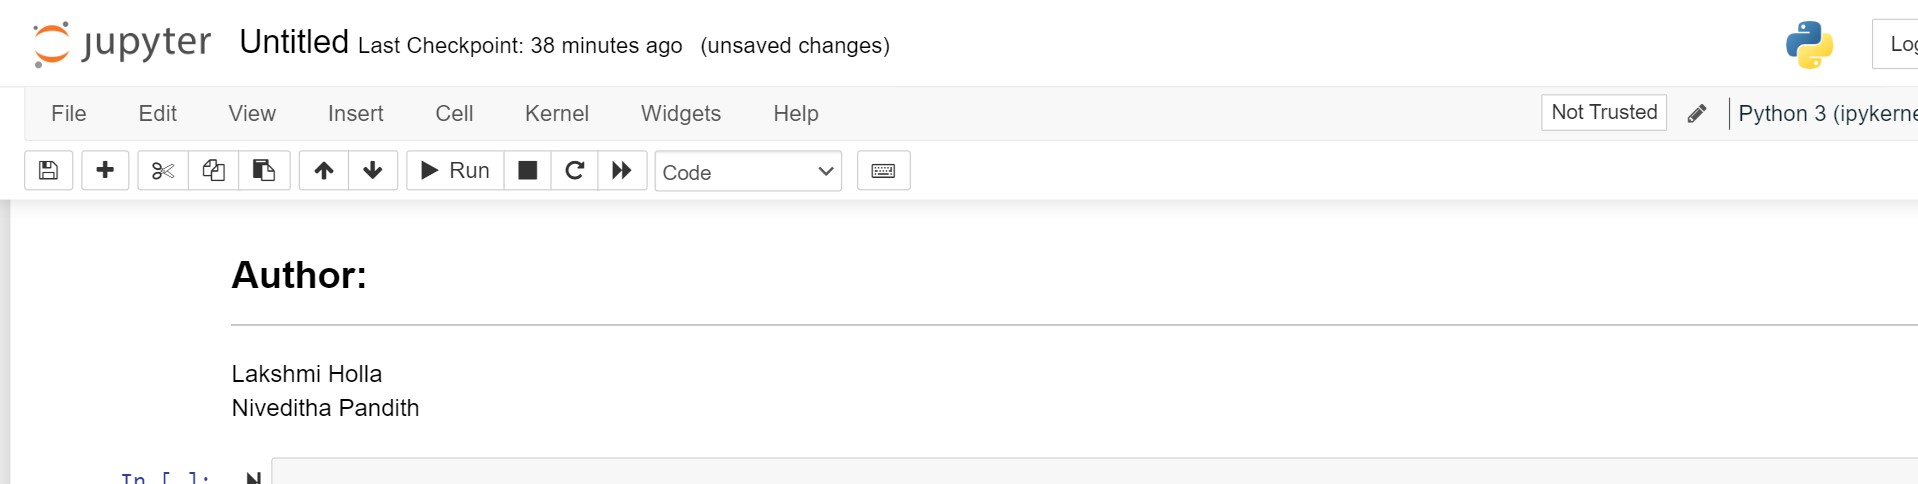 jupyter Untitled Last Checkpoint: 38 minutes ago (unsaved changes)
File Edit View Insert Cell Kernel Widgets Help Not Trusted Python 3 (ipykerne
Run Code
Author:
Lakshmi Holla
Niveditha Pandith
In [ ]: